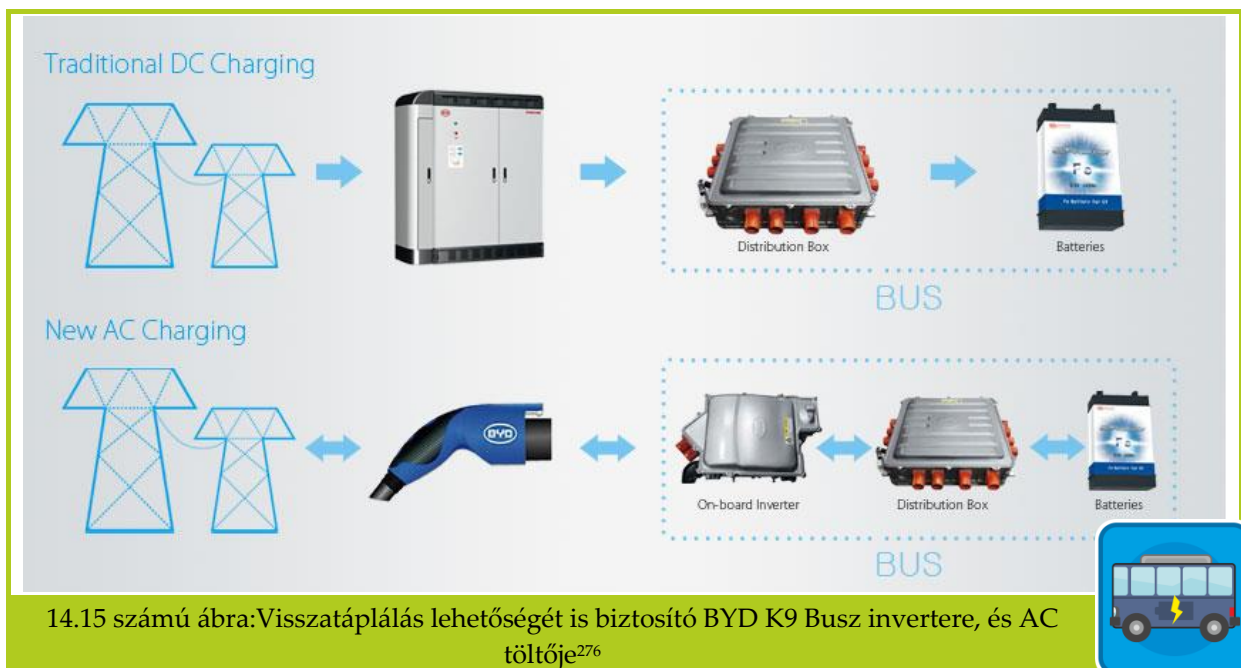 Traditional DC Charging
Distribution Box
Batteries
BUS
New AC Charging
BYD
On-board Inverter
Distribution Box
Batteries
BUS
14.15 számú ábra:Visszatáplálás lehetőségét is biztosító BYD K9 Busz invertere, és AC
töltője²⁷⁶